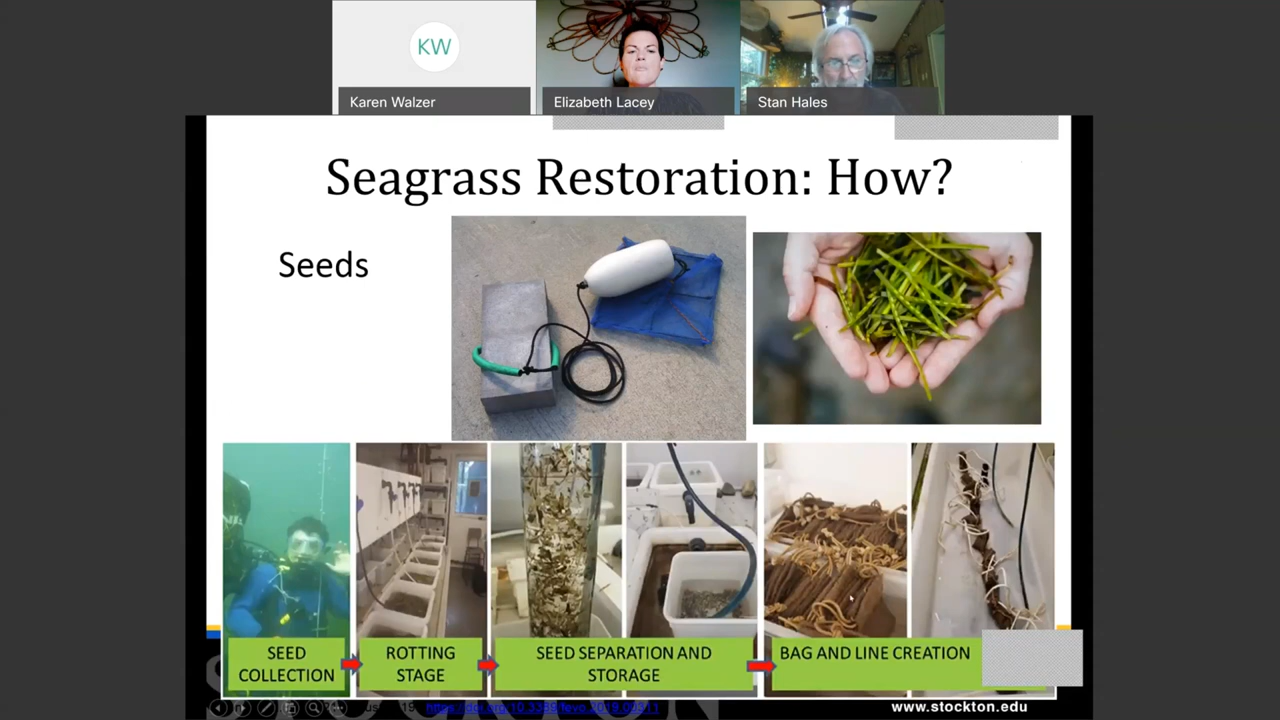 KW
Karen Walzer
Elizabeth Lacey
Stan Hales
Seagrass Restoration: How?
Seeds
SEED
COLLECTION
ROTTING
STAGE
SEED SEPARATION AND
STORAGE
BAG AND LINE CREATION
www.stockton.edu